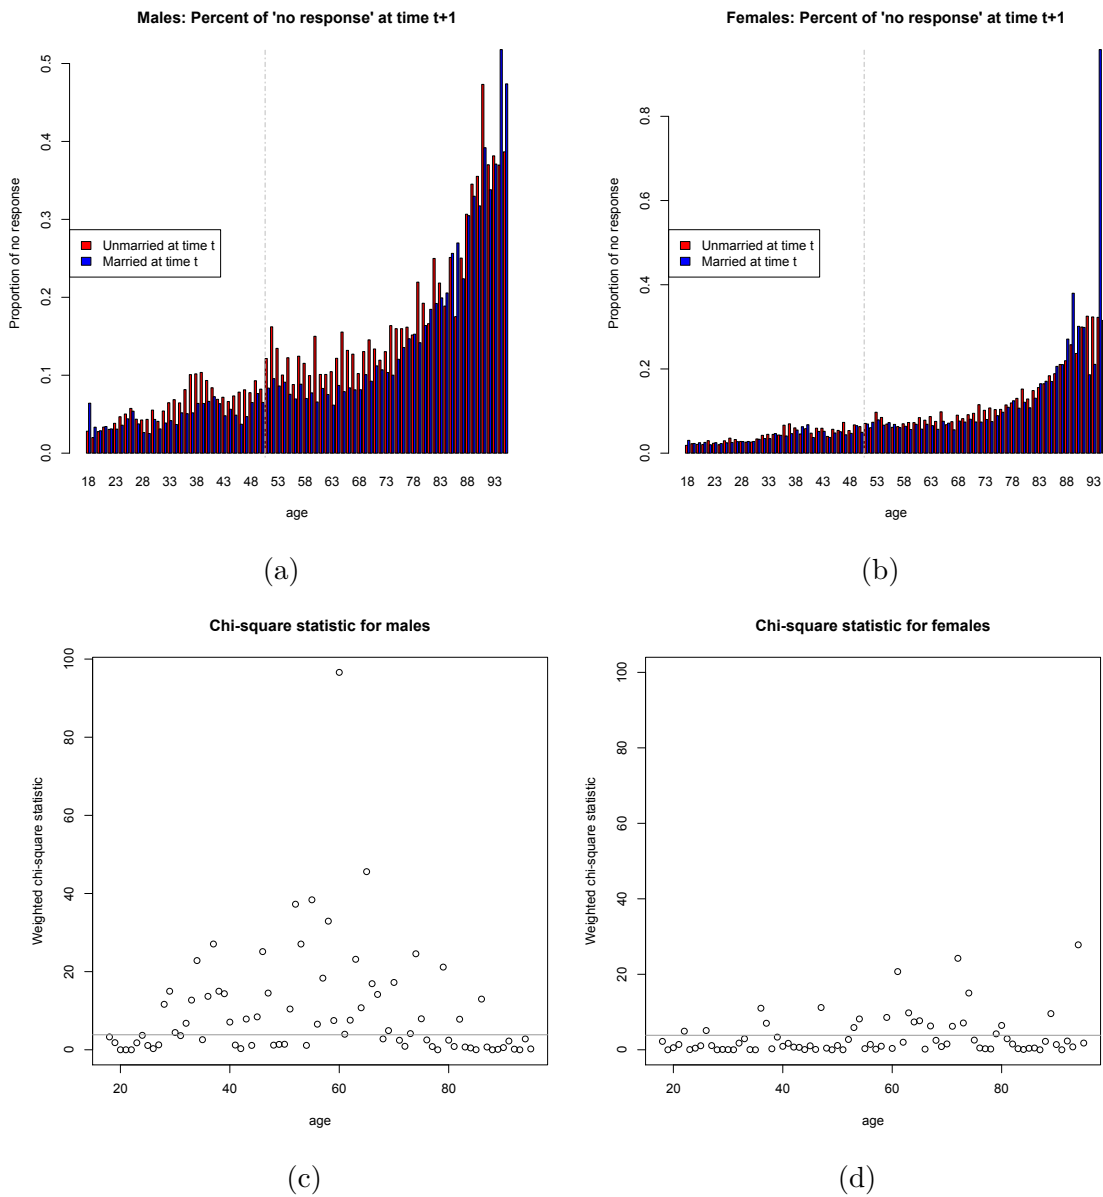 Males: Percent of 'no response' at time t+1
Proportion of no response
0.0 0.1 0.2 0.3 0.4 0.5
Unmarried at time t
Married at time t
18 23 28 33 38 43 48 53 58 63 68 73 78 83 88 93
age
(a)
Females: Percent of 'no response' at time t+1
Proportion of no response
0.0 0.2 0.4 0.6 0.8
Unmarried at time t
Married at time t
18 23 28 33 38 43 48 53 58 63 68 73 78 83 88 93
age
(b)
Chi-square statistic for males
Weighted chi-square statistic
0 20 40 60 80 100
20 40 60 80
age
(c)
Chi-square statistic for females
Weighted chi-square statistic
0 20 40 60 80 100
20 40 60 80
age
(d)